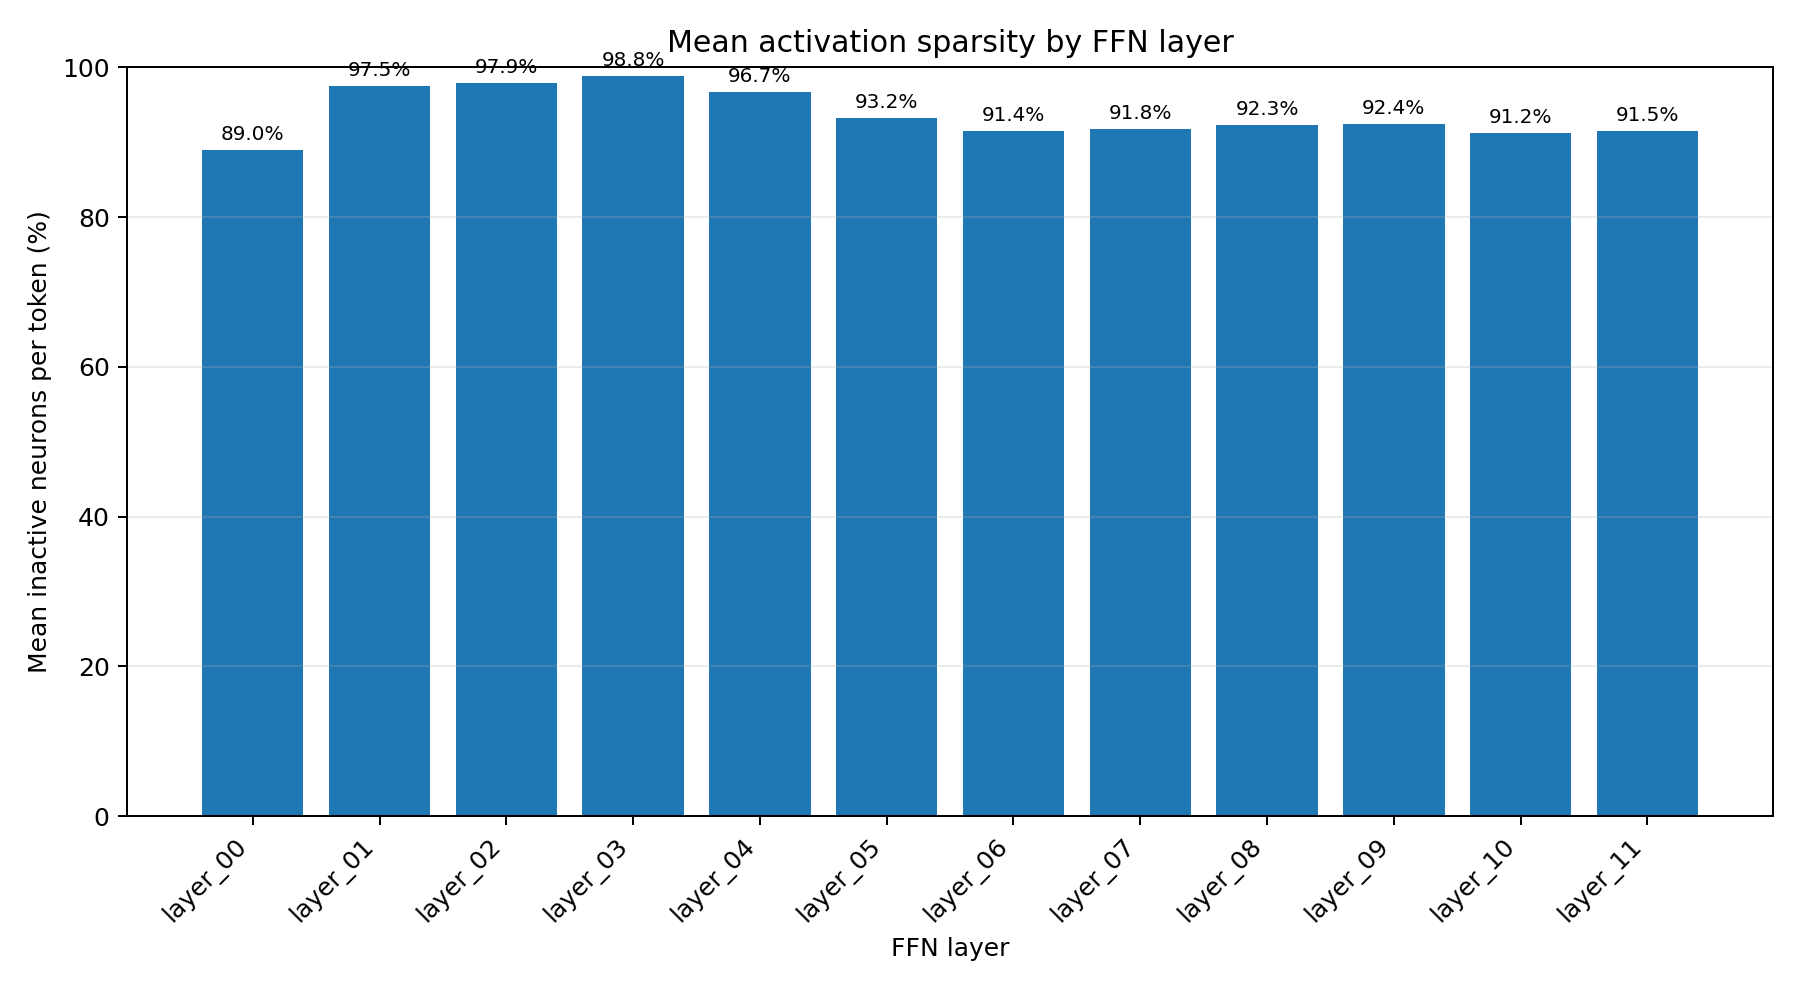 Mean activation sparsity by FFN layer
Mean inactive neurons per token (%)
100
80
60
40
20
0
89.0%
97.5%
97.9%
98.8%
96.7%
93.2%
91.4%
91.8%
92.3%
92.4%
91.2%
91.5%
layer_00
layer_01
layer_02
layer_03
layer_04
layer_05
layer_06
layer_07
layer_08
layer_09
layer_10
layer_11
FFN layer